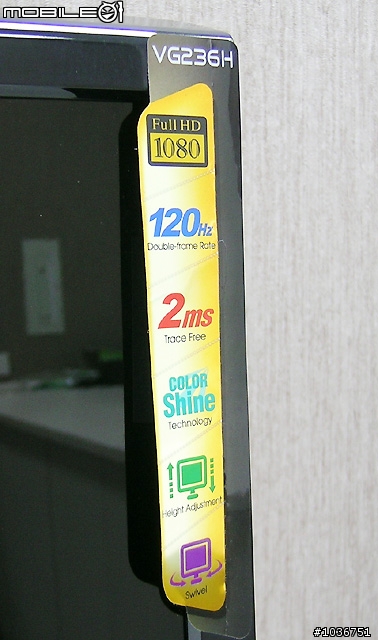 MOBILE01
VG236H
Full HD
1080
120Hz
Double-frame Rate
2ms
Trace Free
COLOR
Shine
Technology
Height Adjustment
Swivel
#1036751